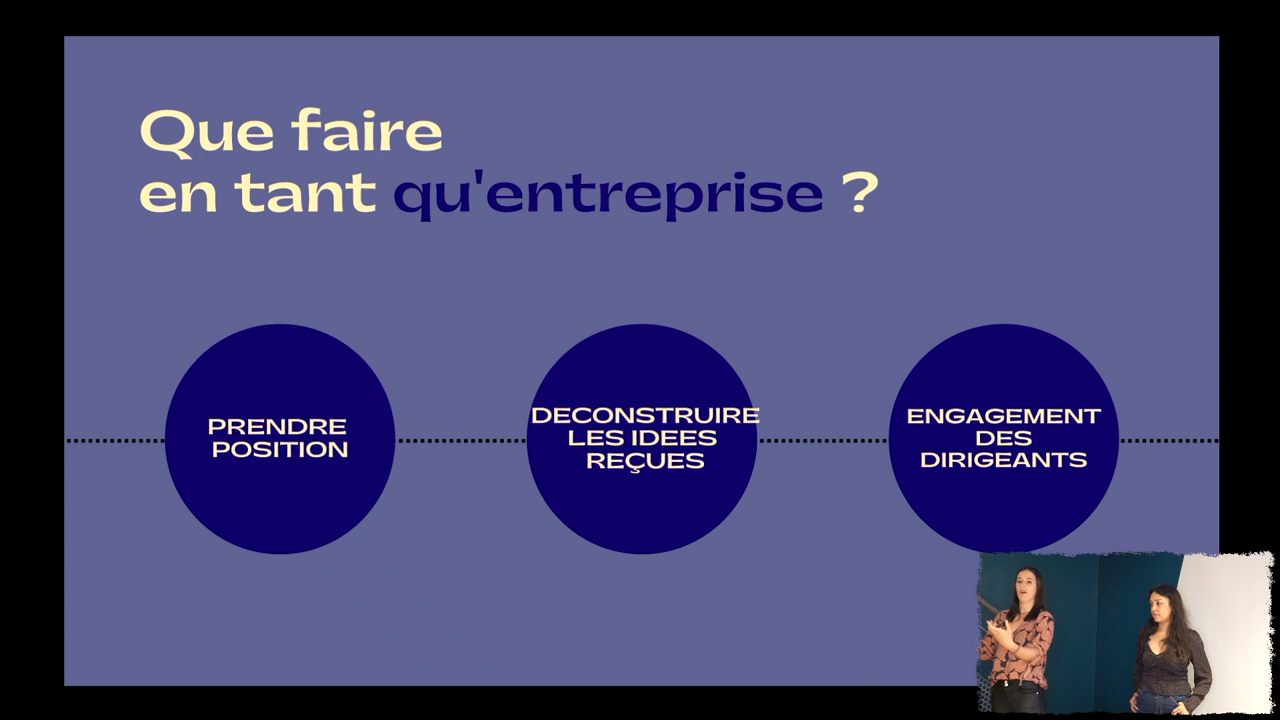 Que faire
en tant qu'entreprise ?
PRENDRE
POSITION
DECONSTRUIRE
LES IDEES
REÇUES
ENGAGEMENT
DES
DIRIGEANTS